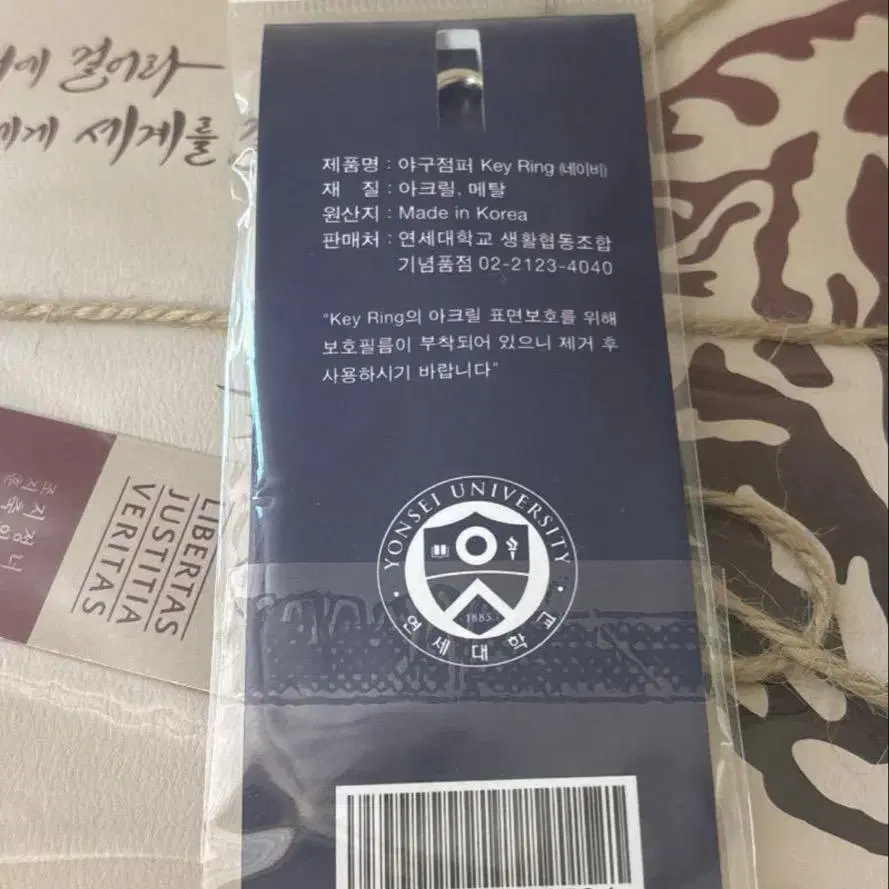 걸어라
세계를
제품명 : 야구점퍼 Key Ring (네이비)
재 질 : 아크릴, 메탈
원산지 : Made in Korea
판매처 : 연세대학교 생활협동조합
기념품점 02-2123-4040
"Key Ring의 아크릴 표면보호를 위해
보호필름이 부착되어 있으니 제거 후
사용하시기 바랍니다"
YONSEI UNIVERSITY
1885
연세대학교
LIBERTAS
JUSTITIA
VERITAS